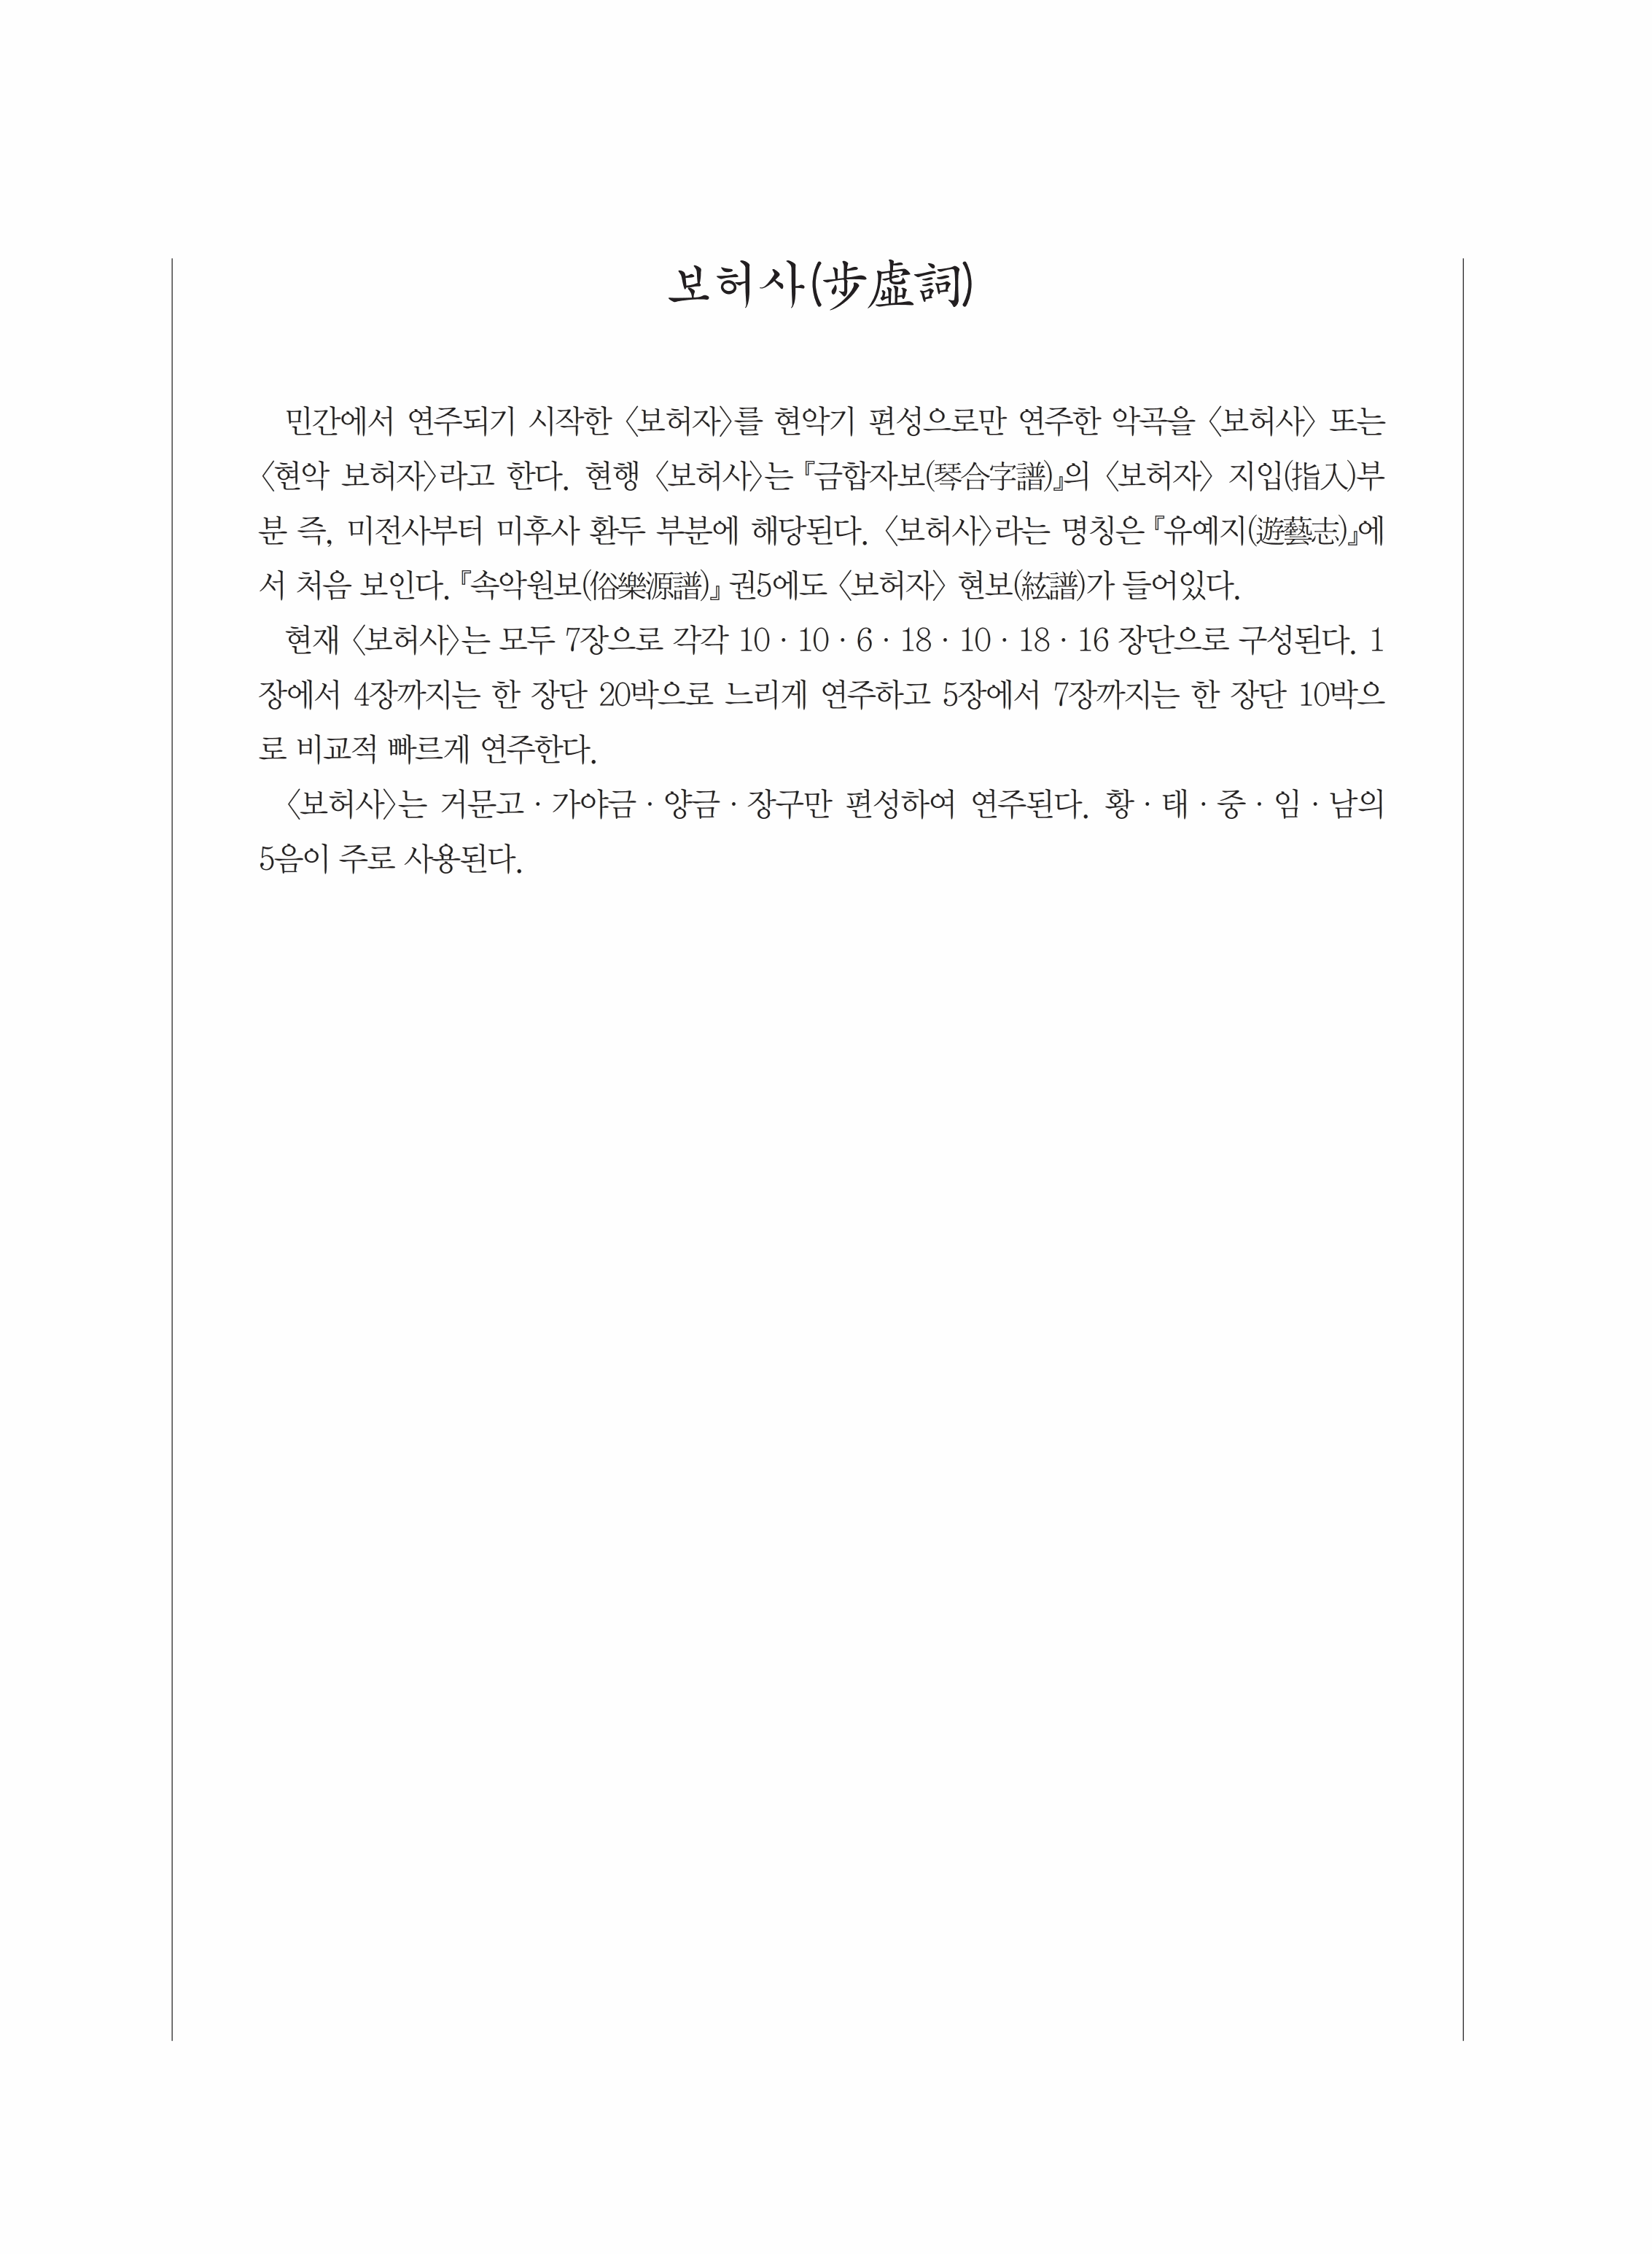 보허사(步虛詞)
민간에서 연주되기 시작한 〈보허자〉를 현악기 편성으로만 연주한 악곡을 〈보허사〉 또는
〈현악 보허자〉라고 한다. 현행 〈보허사〉는 『금합자보(琴合字譜)』의 〈보허자〉 지입(指入)부
분 즉, 미전사부터 미후사 환두 부분에 해당된다. 〈보허사〉라는 명칭은 『유예지(遊藝志)』에
서 처음 보인다. 『속악원보(俗樂源譜)』 권5에도 〈보허자〉 현보(絃譜)가 들어있다.
현재 〈보허사〉는 모두 7장으로 각각 10 · 10 · 6 · 18 · 10 · 18 · 16 장단으로 구성된다. 1
장에서 4장까지는 한 장단 20박으로 느리게 연주하고 5장에서 7장까지는 한 장단 10박으
로 비교적 빠르게 연주한다.
〈보허사〉는 거문고 · 가야금 · 양금 · 장구만 편성하여 연주된다. 황 · 태 · 중 · 임 · 남의
5음이 주로 사용된다.